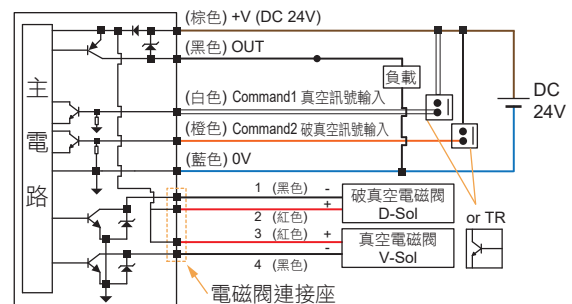 (棕色) +V (DC 24V)
(黑色) OUT
負載
主電路
(白色) Command1 真空訊號輸入
DC
24V
(橙色) Command2 破真空訊號輸入
(藍色) 0V
1 (黑色) -
+
破真空電磁閥
D-Sol
2 (紅色)
or TR
3 (紅色) +
-
真空電磁閥
V-Sol
4 (黑色)
電磁閥連接座